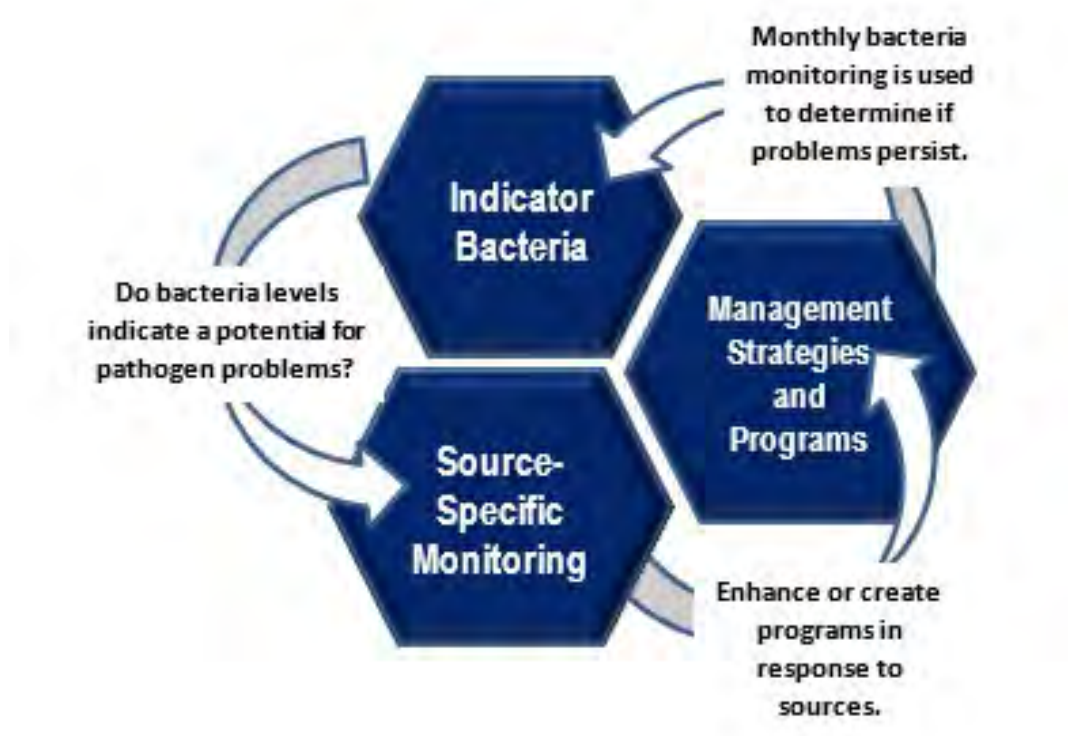 Monthly bacteria
monitoring is used
to determine if
problems persist.
Indicator
Bacteria
Do bacteria levels
indicate a potential for
pathogen problems?
Management
Strategies
and
Programs
Source-
Specific
Monitoring
Enhance or create
programs in
response to
sources.